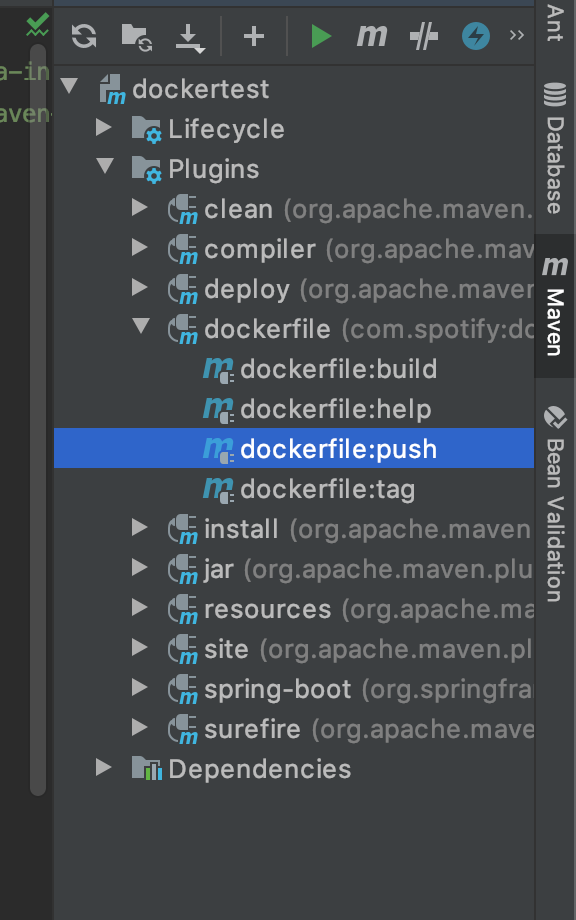 a-in
aven-
dockertest
Lifecycle
Plugins
clean (org.apache.maven.
compiler (org.apache.mav
deploy (org.apache.maven
dockerfile (com.spotify:do
dockerfile:build
dockerfile:help
dockerfile:push
dockerfile:tag
install (org.apache.maven
jar (org.apache.maven.plu
resources (org.apache.ma
site (org.apache.maven.pl
spring-boot (org.springfra
surefire (org.apache.mave
Dependencies
Ant
Database
Maven
Bean Validation